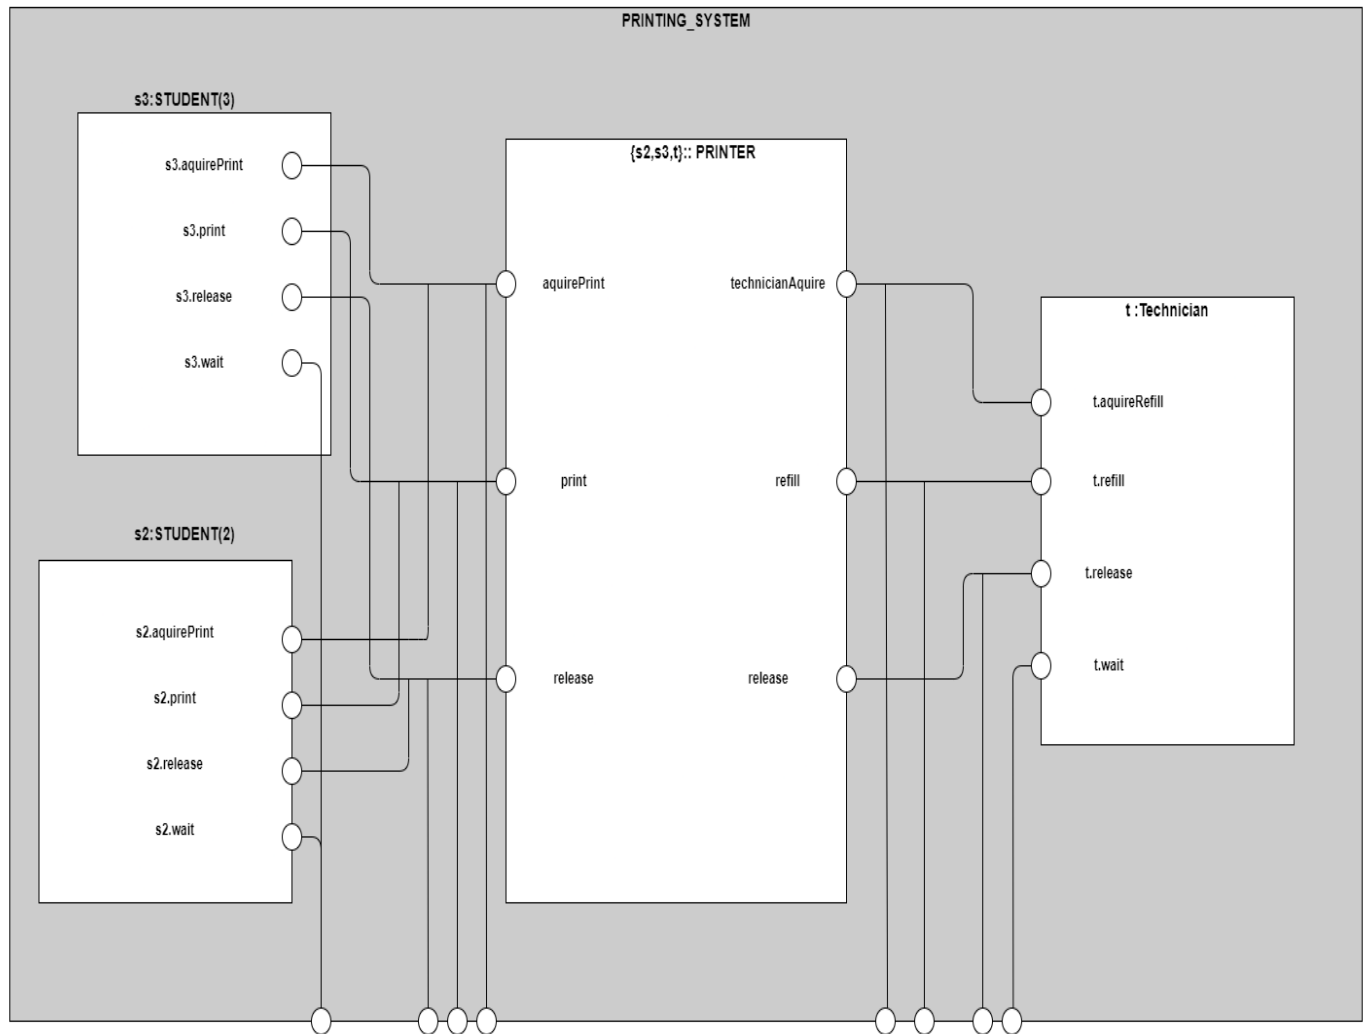 PRINTING_SYSTEM
s3:STUDENT(3)
s3.aquirePrint
s3.print
s3.release
s3.wait
s2:STUDENT(2)
s2.aquirePrint
s2.print
s2.release
s2.wait
{s2,s3,t}:: PRINTER
aquirePrint
technicianAquire
print
refill
release
release
t :Technician
t.aquireRefill
t.refill
t.release
t.wait